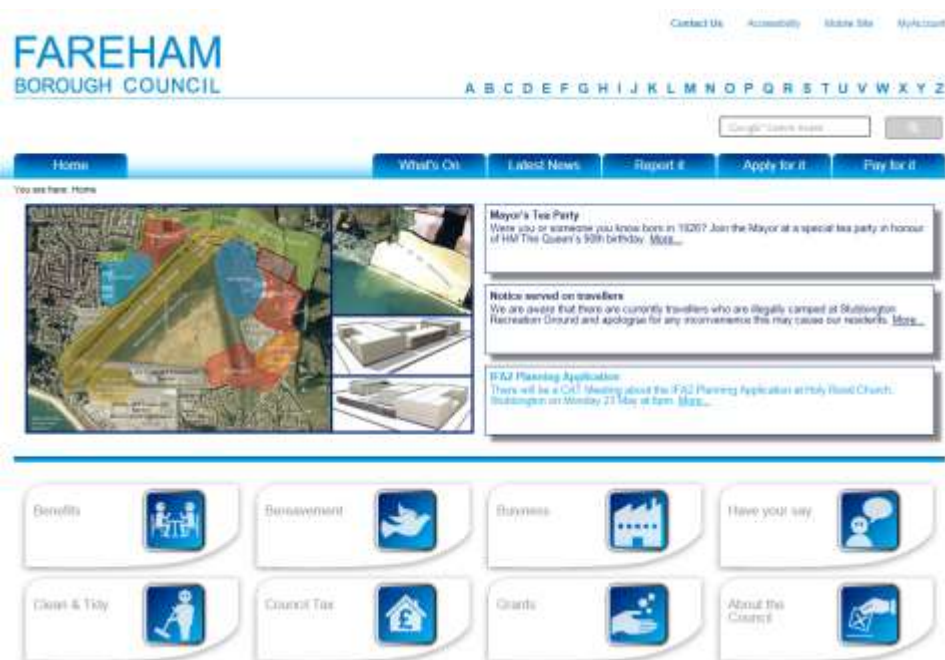 Contact Us Accessibility Mobile Site MyAccount
FAREHAM
BOROUGH COUNCIL
A B C D E F G H I J K L M N O P Q R S T U V W X Y Z
Home What's On Latest News Report it Apply for it Pay for it
You are here: Home
Mayor's Tea Party
Were you or someone you know born in 1926? Join the Mayor at a special tea party in honour
of HM The Queen's 90th birthday. More...
Notice served on travellers
We are aware that there are currently travellers who are illegally camped at Stubbington
Recreation Ground and apologise for any inconvenience this may cause our residents. More...
IFA2 Planning Application
There will be a CAT Meeting about the IFA2 Planning Application at Holy Rood Church,
Stubbington on Monday 23 May at 6pm. More...
Benefits
Bereavement
Business
Have your say
Clean & Tidy
Council Tax
Grants
About the
Council